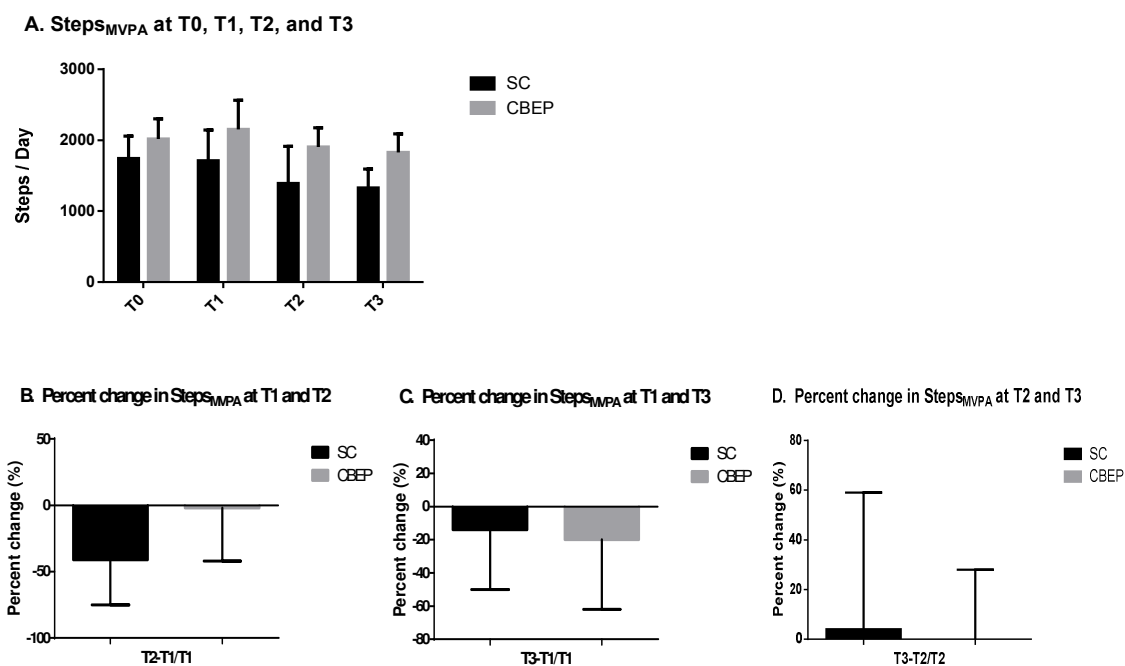 A. StepsMVPA at T0, T1, T2, and T3
3000
2000
1000
0
Steps / Day
T0
T1
T2
T3
SC
CBEP
B. Percent change in StepsMVPA at T1 and T2
50
0
-50
-100
Percent change (%)
T2-T1/T1
SC
CBEP
C. Percent change in StepsMVPA at T1 and T3
40
20
0
-20
-40
-60
-80
Percent change (%)
T3-T1/T1
SC
CBEP
D. Percent change in StepsMVPA at T2 and T3
80
60
40
20
0
Percent change (%)
T3-T2/T2
SC
CBEP